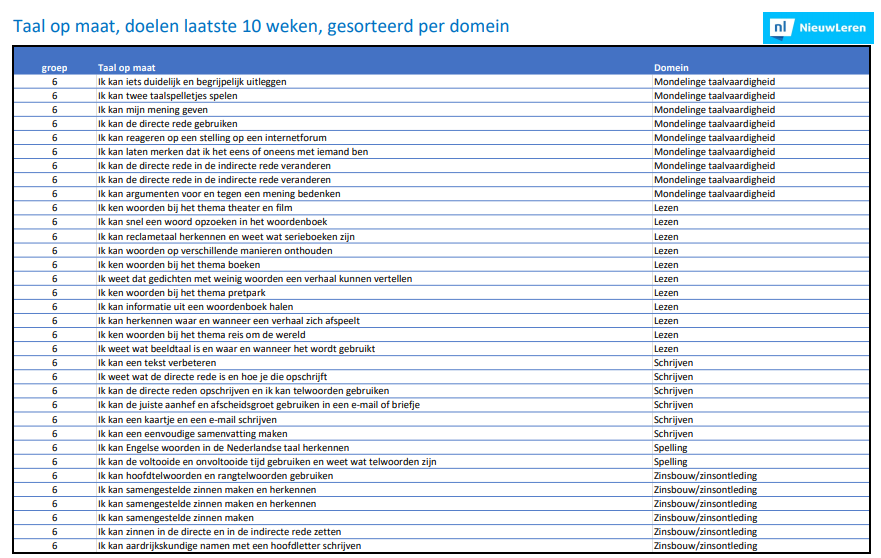 Taal op maat, doelen laatste 10 weken, gesorteerd per domein
nl NieuwLeren
groep Taal op maat Domein
6 Ik kan iets duidelijk en begrijpelijk uitleggen Mondelinge taalvaardigheid
6 Ik kan twee taalspelletjes spelen Mondelinge taalvaardigheid
6 Ik kan mijn mening geven Mondelinge taalvaardigheid
6 Ik kan de directe rede gebruiken Mondelinge taalvaardigheid
6 Ik kan reageren op een stelling op een internetforum Mondelinge taalvaardigheid
6 Ik kan laten merken dat ik het eens of oneens met iemand ben Mondelinge taalvaardigheid
6 Ik kan de directe rede in de indirecte rede veranderen Mondelinge taalvaardigheid
6 Ik kan de directe rede in de indirecte rede veranderen Mondelinge taalvaardigheid
6 Ik kan argumenten voor en tegen een mening bedenken Mondelinge taalvaardigheid
6 Ik ken woorden bij het thema theater en film Lezen
6 Ik kan snel een woord opzoeken in het woordenboek Lezen
6 Ik kan reclametaal herkennen en weet wat serieboeken zijn Lezen
6 Ik kan woorden op verschillende manieren onthouden Lezen
6 Ik ken woorden bij het thema boeken Lezen
6 Ik weet dat gedichten met weinig woorden een verhaal kunnen vertellen Lezen
6 Ik ken woorden bij het thema pretpark Lezen
6 Ik kan informatie uit een woordenboek halen Lezen
6 Ik kan herkennen waar en wanneer een verhaal zich afspeelt Lezen
6 Ik ken woorden bij het thema reis om de wereld Lezen
6 Ik weet wat beeldtaal is en waar en wanneer het wordt gebruikt Lezen
6 Ik kan een tekst verbeteren Schrijven
6 Ik weet wat de directe rede is en hoe je die opschrijft Schrijven
6 Ik kan de directe reden opschrijven en ik kan telwoorden gebruiken Schrijven
6 Ik kan de juiste aanhef en afscheidsgroet gebruiken in een e-mail of briefje Schrijven
6 Ik kan een kaartje en een e-mail schrijven Schrijven
6 Ik kan een eenvoudige samenvatting maken Schrijven
6 Ik kan Engelse woorden in de Nederlandse taal herkennen Spelling
6 Ik kan de voltooide en onvoltooide tijd gebruiken en weet wat telwoorden zijn Spelling
6 Ik kan hoofdtelwoorden en rangtelwoorden gebruiken Zinsbouw/zinsontleding
6 Ik kan samengestelde zinnen maken en herkennen Zinsbouw/zinsontleding
6 Ik kan samengestelde zinnen maken en herkennen Zinsbouw/zinsontleding
6 Ik kan samengestelde zinnen maken Zinsbouw/zinsontleding
6 Ik kan zinnen in de directe en in de indirecte rede zetten Zinsbouw/zinsontleding
6 Ik kan aardrijkskundige namen met een hoofdletter schrijven Zinsbouw/zinsontleding